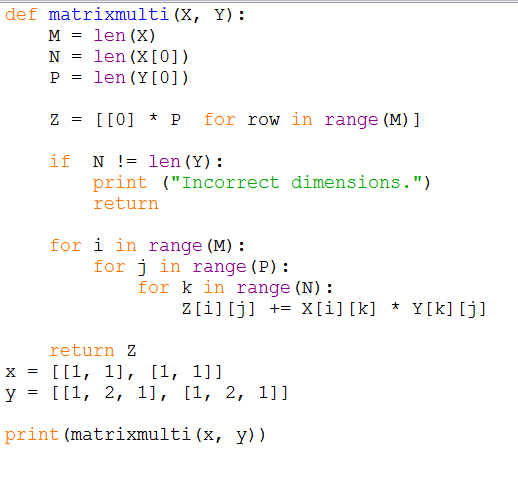 def matrixmulti(X, Y):
    M = len(X)
    N = len(X[0])
    P = len(Y[0])

    Z = [[0] * P  for row in range(M)]

    if  N != len(Y):
        print ("Incorrect dimensions.")
        return

    for i in range(M):
        for j in range(P):
            for k in range(N):
                Z[i][j] += X[i][k] * Y[k][j]

    return Z
x = [[1, 1], [1, 1]]
y = [[1, 2, 1], [1, 2, 1]]

print(matrixmulti(x, y))